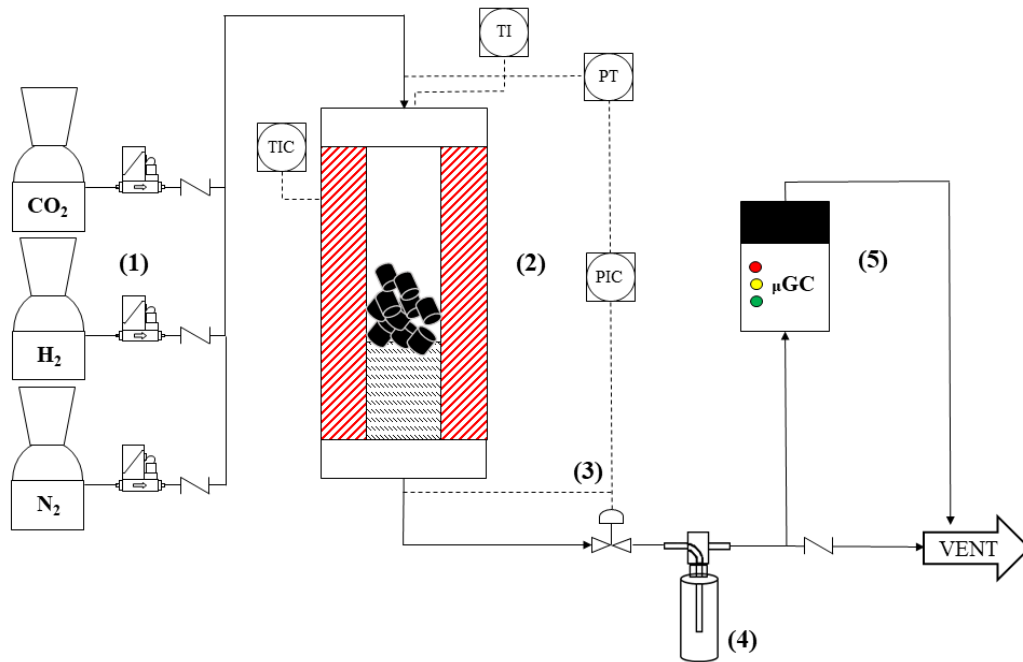 TI
PT
TIC
CO₂
(1)
(2)
PIC
(5)
μGC
H₂
N₂
(3)
VENT
(4)